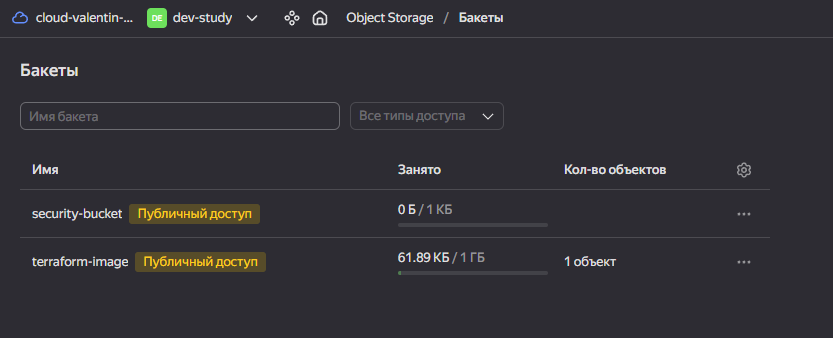 cloud-valentin-... DE dev-study Object Storage / Бакеты
Бакеты
Имя бакета Все типы доступа
Имя Занято Кол-во объектов
security-bucket Публичный доступ 0 Б / 1 КБ ...
terraform-image Публичный доступ 61.89 КБ / 1 ГБ 1 объект ...